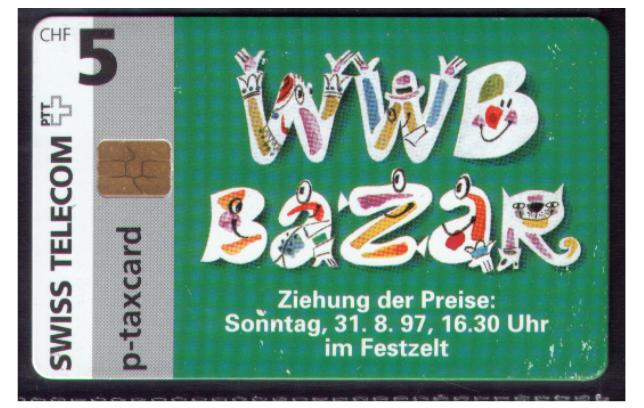 CHF 5
SWISS TELECOM PTT
p-taxcard
WWB
BaZaR
Ziehung der Preise:
Sonntag, 31. 8. 97, 16.30 Uhr
im Festzelt